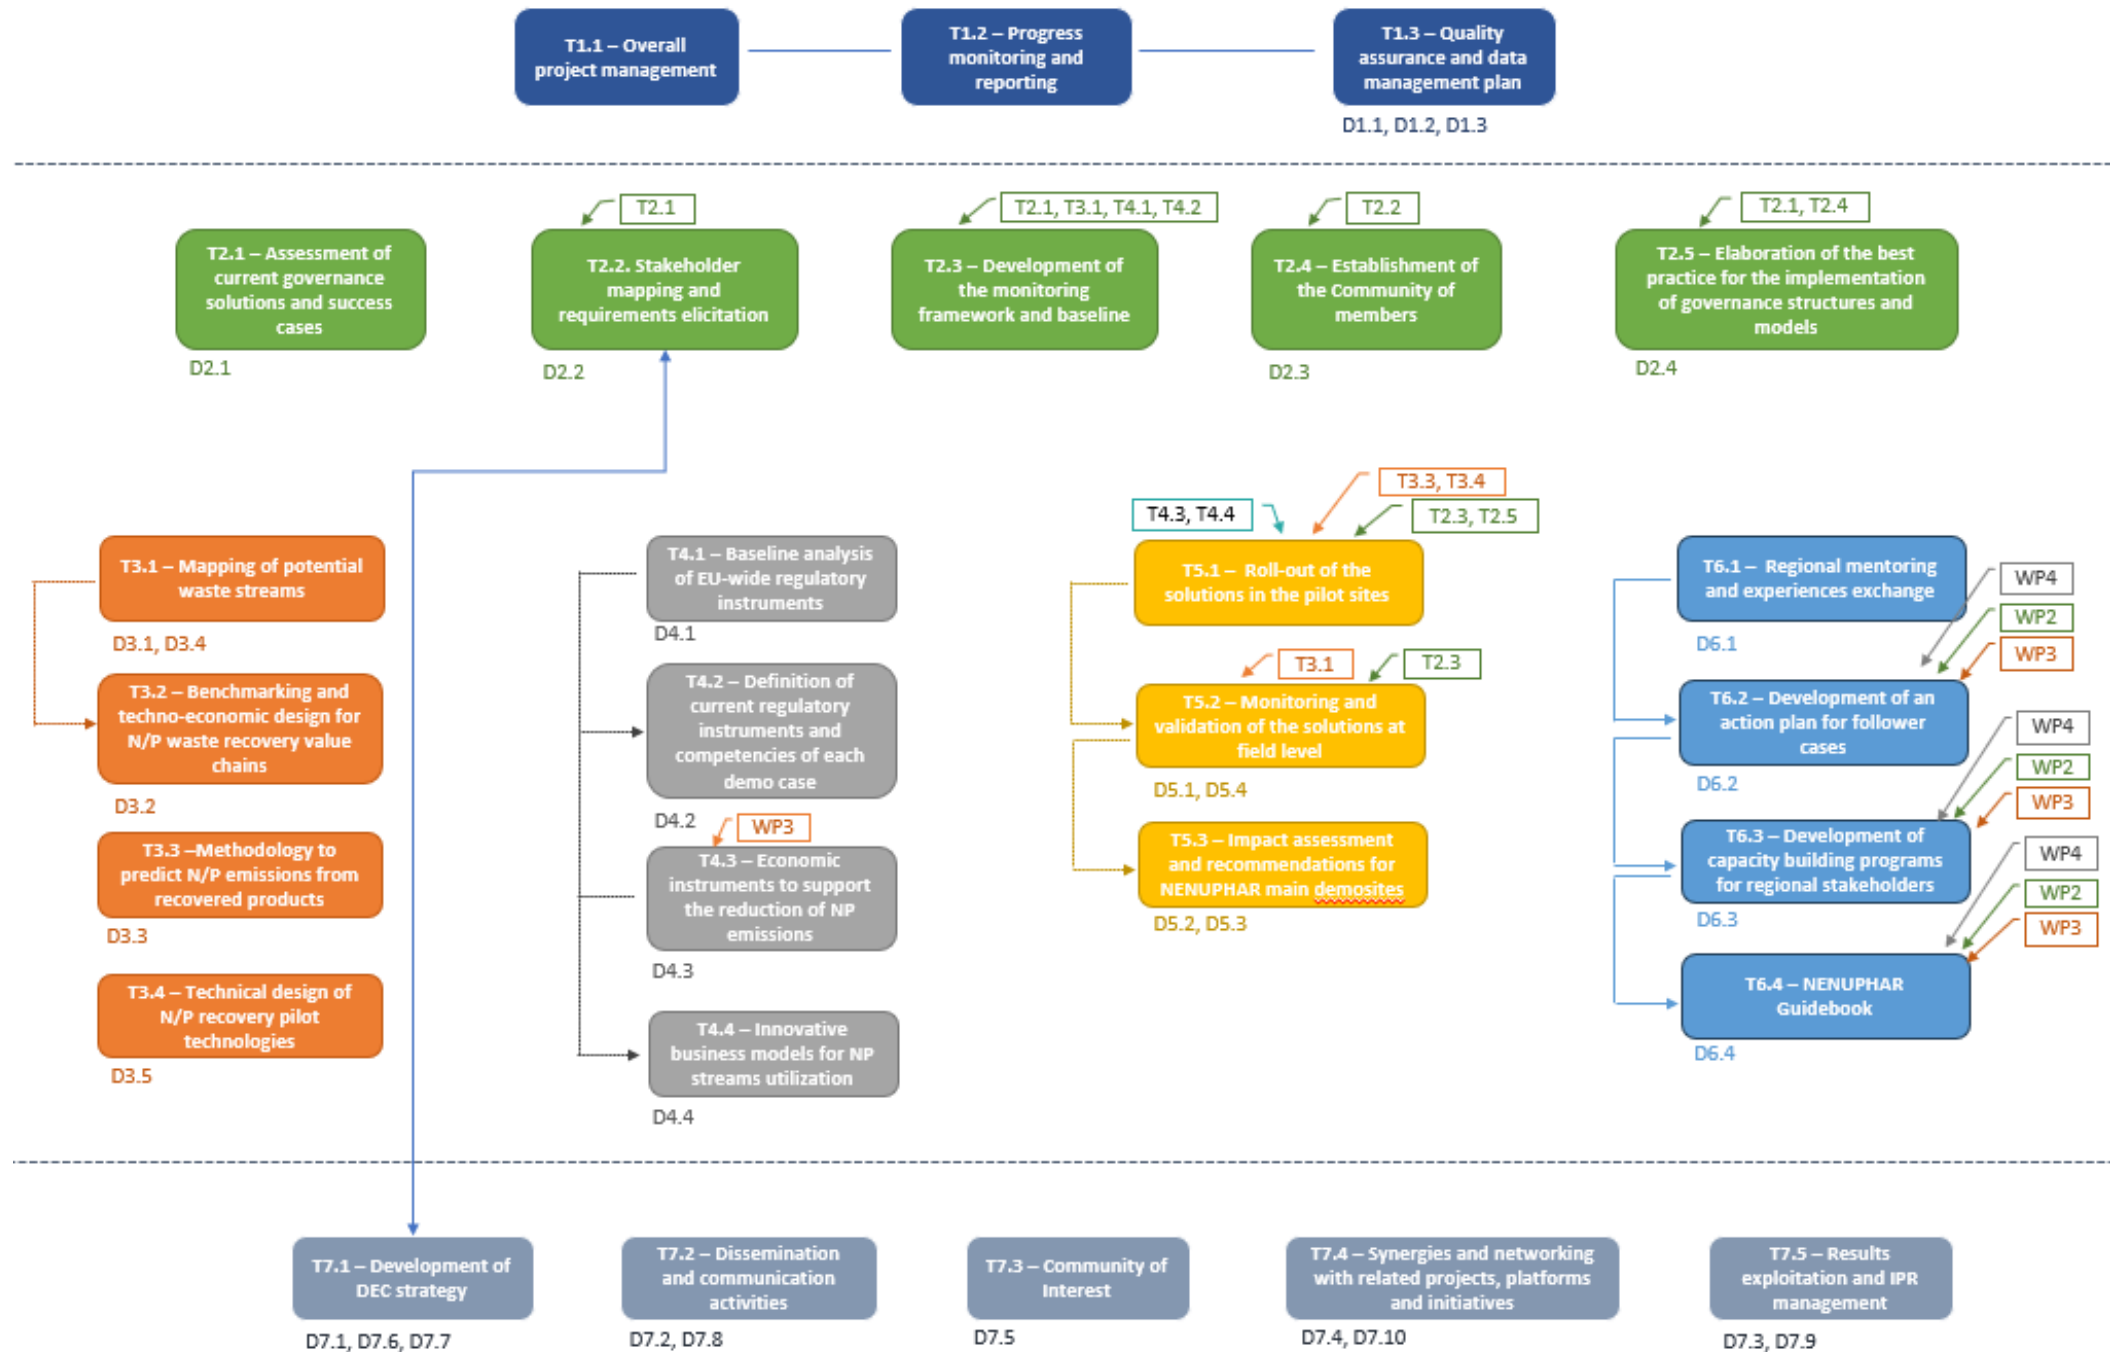 T1.1 – Overall
project management
T1.2 – Progress
monitoring and
reporting
T1.3 – Quality
assurance and data
management plan
D1.1, D1.2, D1.3
T2.1
T2.1, T3.1, T4.1, T4.2
T2.2
T2.1, T2.4
T2.1 – Assessment of
current governance
solutions and success
cases
D2.1
T2.2. Stakeholder
mapping and
requirements elicitation
D2.2
T2.3 – Development of
the monitoring
framework and baseline
T2.4 – Establishment of
the Community of
members
D2.3
T2.5 – Elaboration of the best
practice for the implementation
of governance structures and
models
D2.4
T3.1 – Mapping of potential
waste streams
D3.1, D3.4
T3.2 – Benchmarking and
techno-economic design for
N/P waste recovery value
chains
D3.2
T3.3 –Methodology to
predict N/P emissions from
recovered products
D3.3
T3.4 – Technical design of
N/P recovery pilot
technologies
D3.5
T4.1 – Baseline analysis
of EU-wide regulatory
instruments
D4.1
T4.2 – Definition of
current regulatory
instruments and
competencies of each
demo case
D4.2
WP3
T4.3 – Economic
instruments to support
the reduction of NP
emissions
D4.3
T4.4 – Innovative
business models for NP
streams utilization
D4.4
T3.3, T3.4
T4.3, T4.4
T2.3, T2.5
T5.1 – Roll-out of the
solutions in the pilot sites
T3.1
T2.3
T5.2 – Monitoring and
validation of the solutions at
field level
D5.1, D5.4
T5.3 – Impact assessment
and recommendations for
NENUPHAR main demosites
D5.2, D5.3
T6.1 – Regional mentoring
and experiences exchange
D6.1
WP4
WP2
WP3
T6.2 – Development of an
action plan for follower
cases
D6.2
WP4
WP2
WP3
T6.3 – Development of
capacity building programs
for regional stakeholders
D6.3
WP4
WP2
WP3
T6.4 – NENUPHAR
Guidebook
D6.4
T7.1 – Development of
DEC strategy
D7.1, D7.6, D7.7
T7.2 – Dissemination
and communication
activities
D7.2, D7.8
T7.3 – Community of
Interest
D7.5
T7.4 – Synergies and networking
with related projects, platforms
and initiatives
D7.4, D7.10
T7.5 – Results
exploitation and IPR
management
D7.3, D7.9